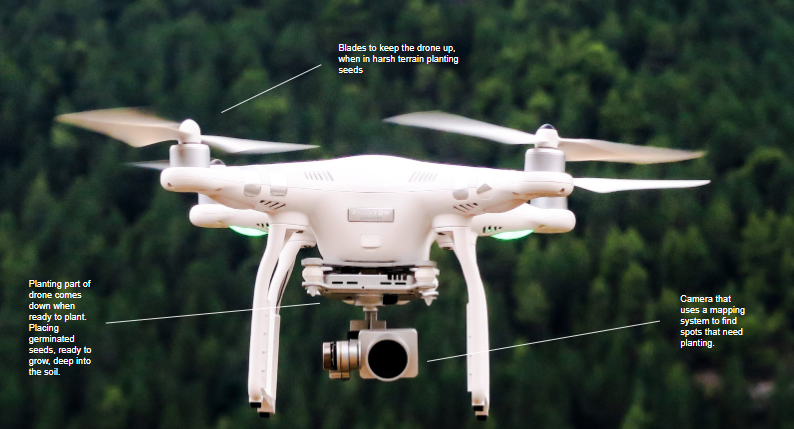 Blades to keep the drone up,
when in harsh terrain planting
seeds
Planting part of
drone comes
down when
ready to plant.
Placing
germinated
seeds, ready to
grow, deep into
the soil.
Camera that
uses a mapping
system to find
spots that need
planting.